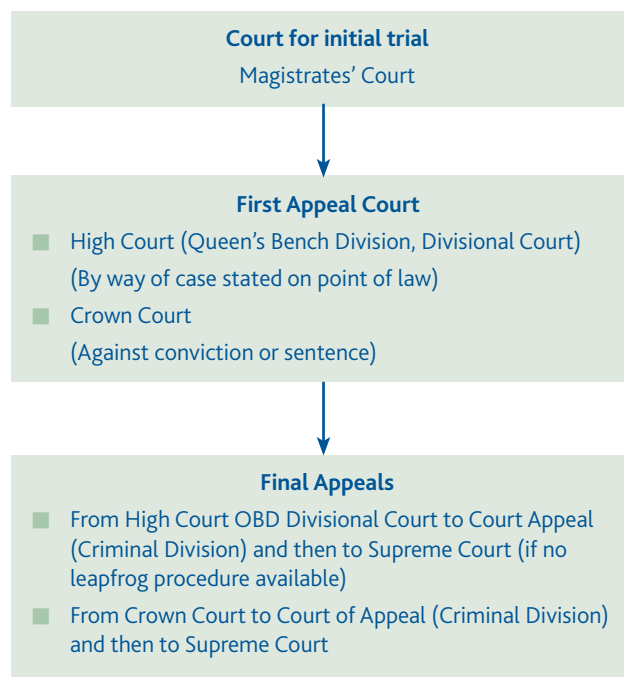 Court for initial trial
Magistrates’ Court
First Appeal Court
High Court (Queen’s Bench Division, Divisional Court)
(By way of case stated on point of law)
Crown Court
(Against conviction or sentence)
Final Appeals
From High Court OBD Divisional Court to Court Appeal
(Criminal Division) and then to Supreme Court (if no
leapfrog procedure available)
From Crown Court to Court of Appeal (Criminal Division)
and then to Supreme Court